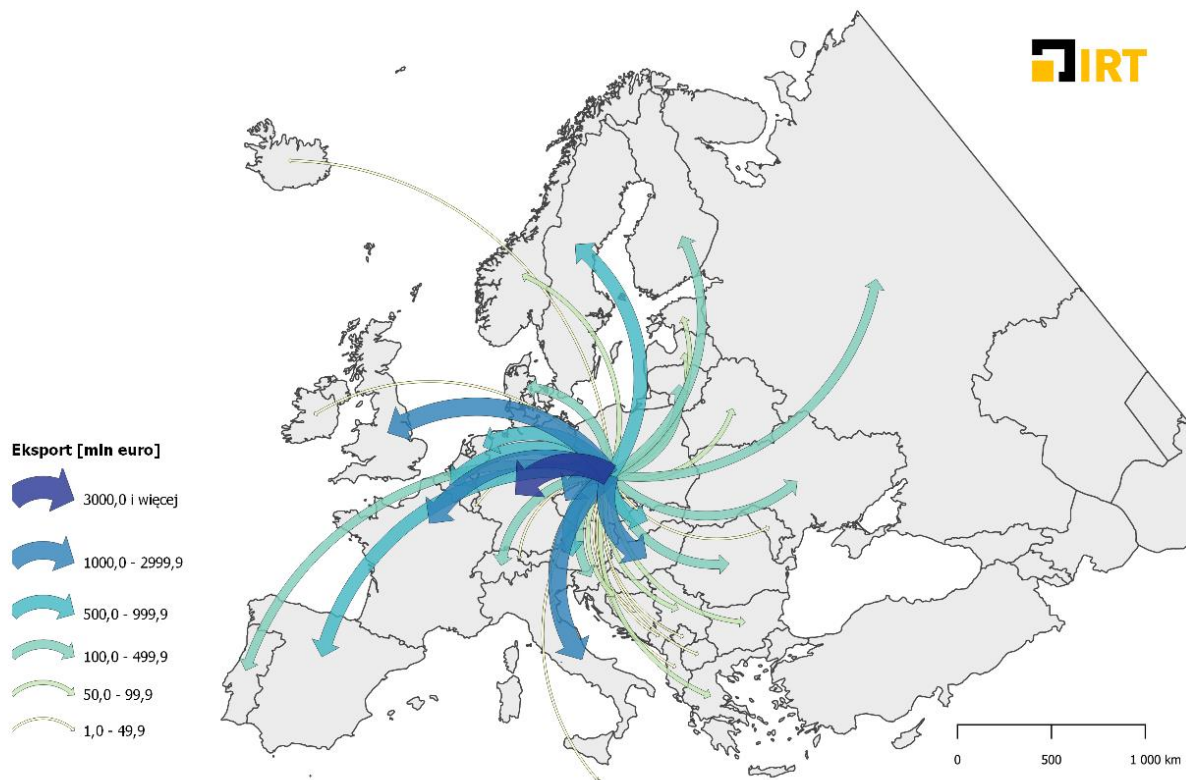 IRT
Eksport [mln euro]
3000,0 i więcej
1000,0 - 2999,9
500,0 - 999,9
100,0 - 499,9
50,0 - 99,9
1,0 - 49,9
0 500 1 000 km